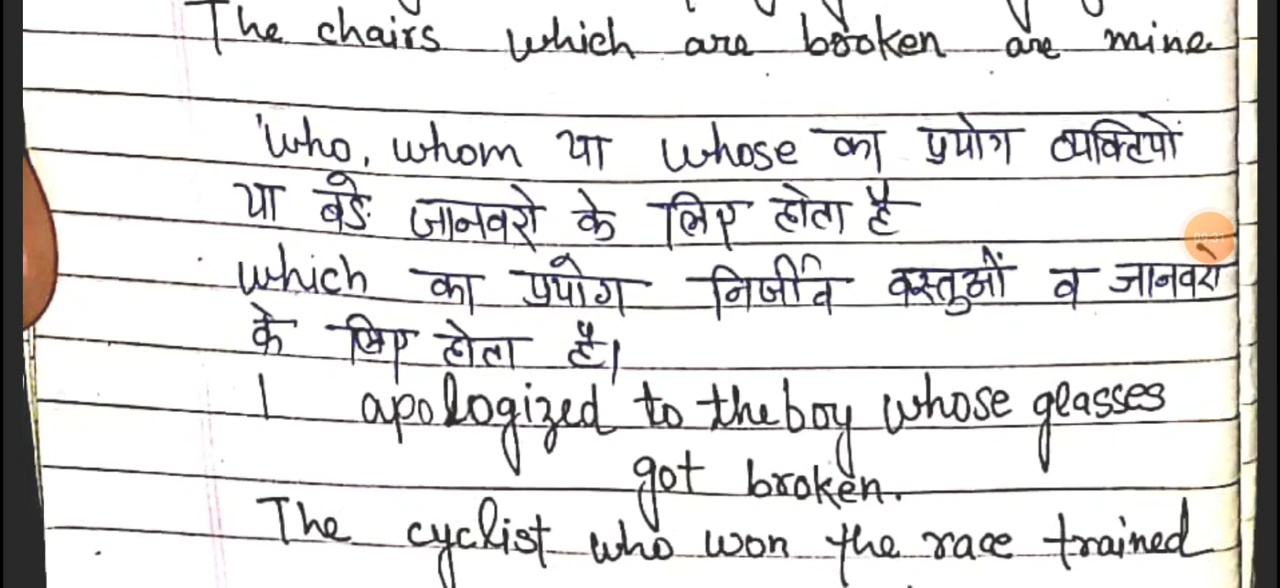 The chairs which are broken are mine
'who, whom या whose का प्रयोग व्यक्तियों
या बडे जानवरो के लिए होता है
which का प्रयोग निर्जीव वस्तुओं व जानवरो
के लिए होता है।
I apologized to the boy whose glasses
got broken.
The cyclist who won the race trained